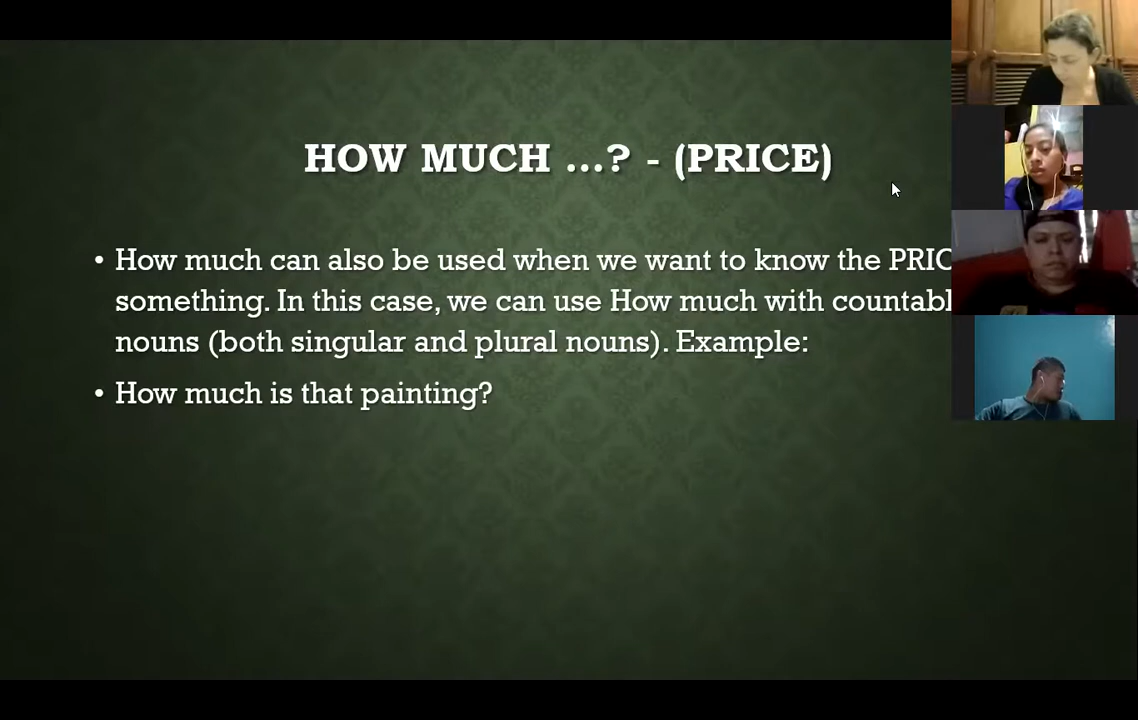 HOW MUCH ...? - (PRICE)
• How much can also be used when we want to know the
something. In this case, we can use How much with
nouns (both singular and plural nouns). Example:
• How much is that painting?